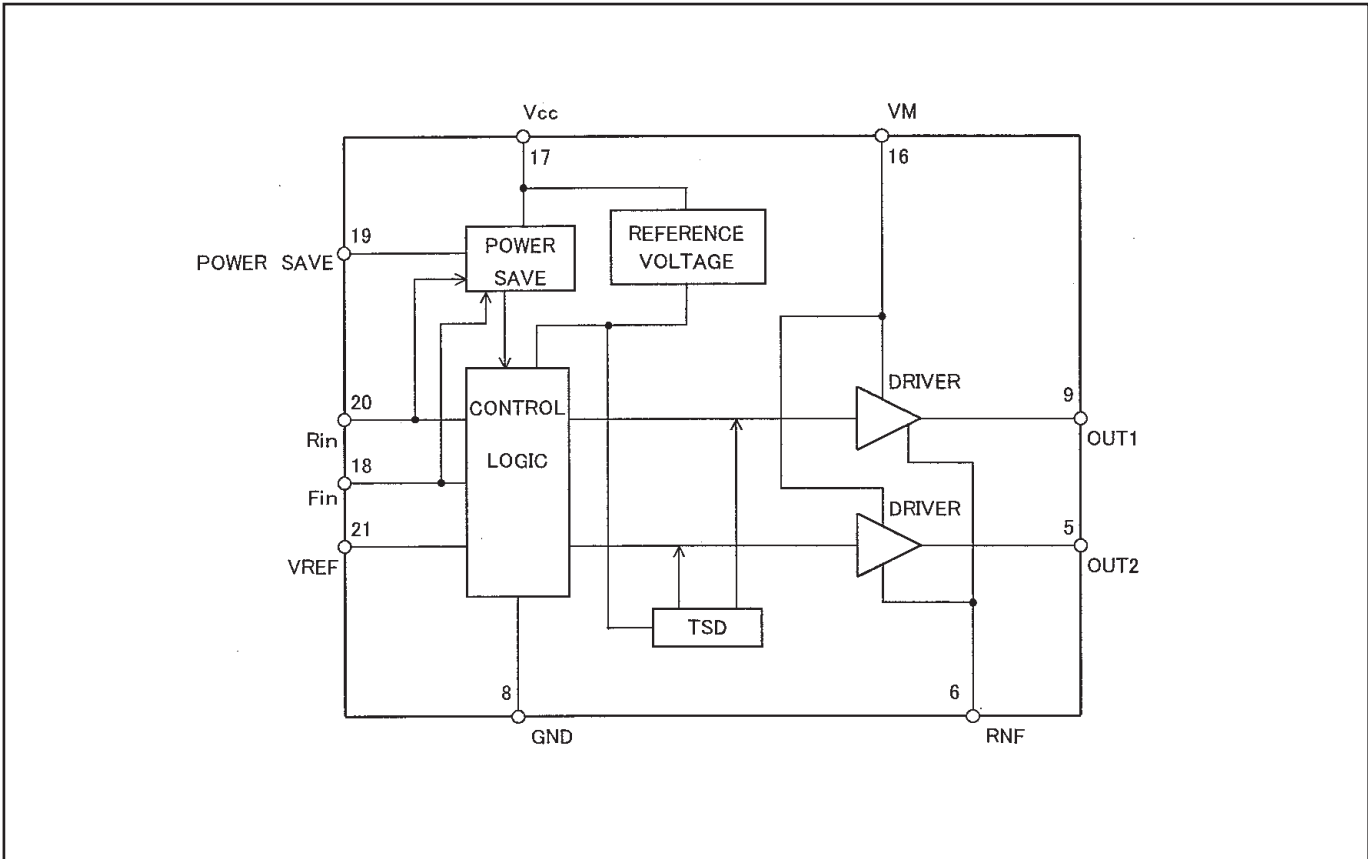 Vcc
VM
17
16
19
POWER SAVE
POWER
SAVE
REFERENCE
VOLTAGE
20
Rin
18
Fin
21
VREF
CONTROL
LOGIC
DRIVER
9
OUT1
DRIVER
5
OUT2
TSD
8
GND
6
RNF